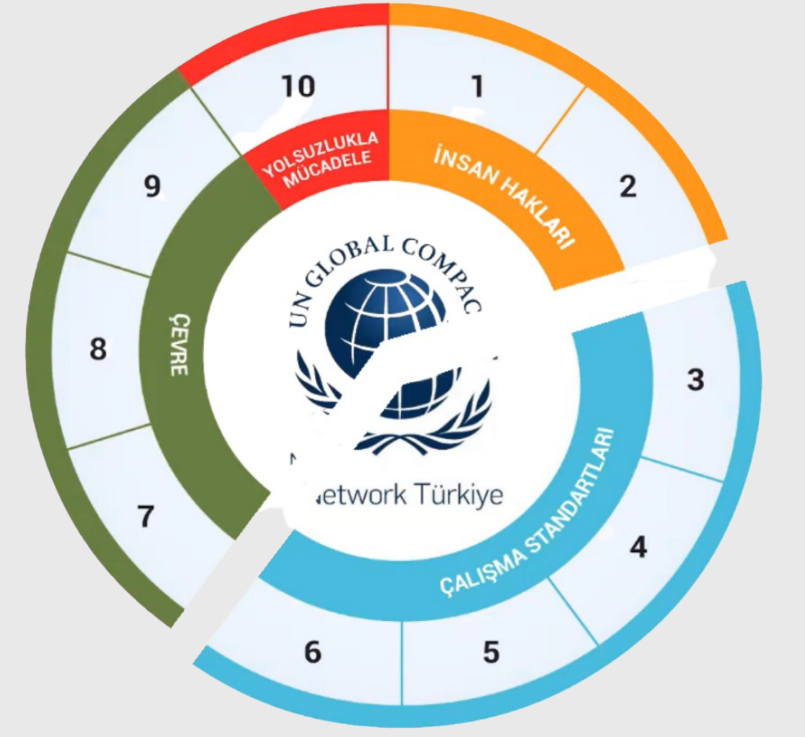 10
1
2
3
4
5
6
7
8
9
YOLSUZLUKLA
MÜCADELE
İNSAN HAKLARI
ÇALIŞMA STANDARTLARI
ÇEVRE
UN GLOBAL COMPAC
etwork Türkiye